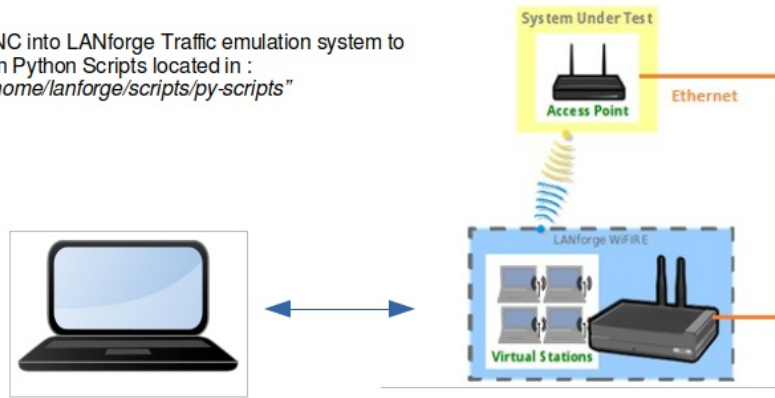 NC into LANforge Traffic emulation system to
n Python Scripts located in :
ome/lanforge/scripts/py-scripts”
System Under Test
Access Point
Ethernet
LANforge WiFIRE
Virtual Stations